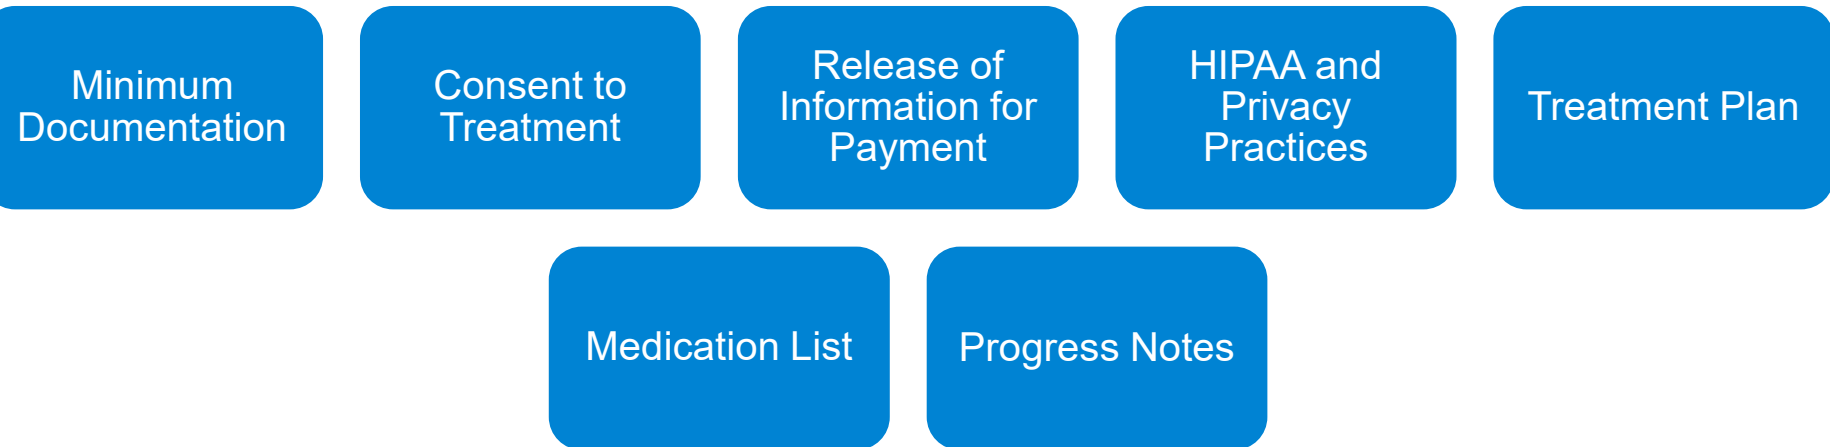 Minimum
Documentation
Consent to
Treatment
Release of
Information for
Payment
HIPAA and
Privacy
Practices
Treatment Plan
Medication List
Progress Notes